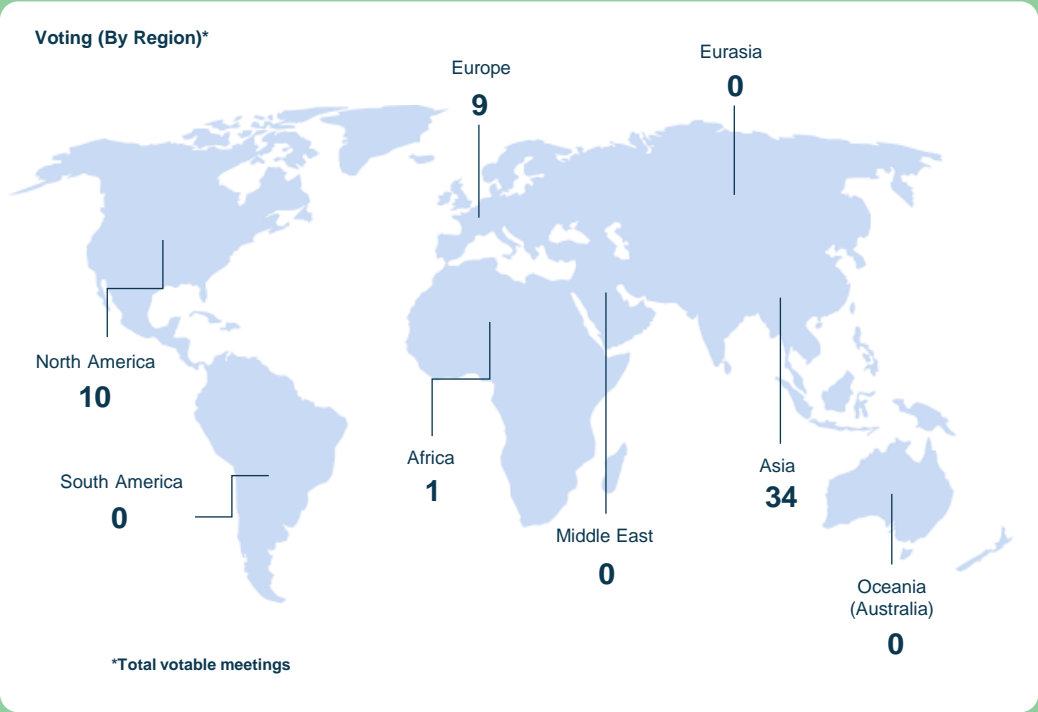 Voting (By Region)*
Eurasia
0
Europe
9
North America
10
South America
0
Africa
1
Middle East
0
Asia
34
Oceania
(Australia)
0
*Total votable meetings